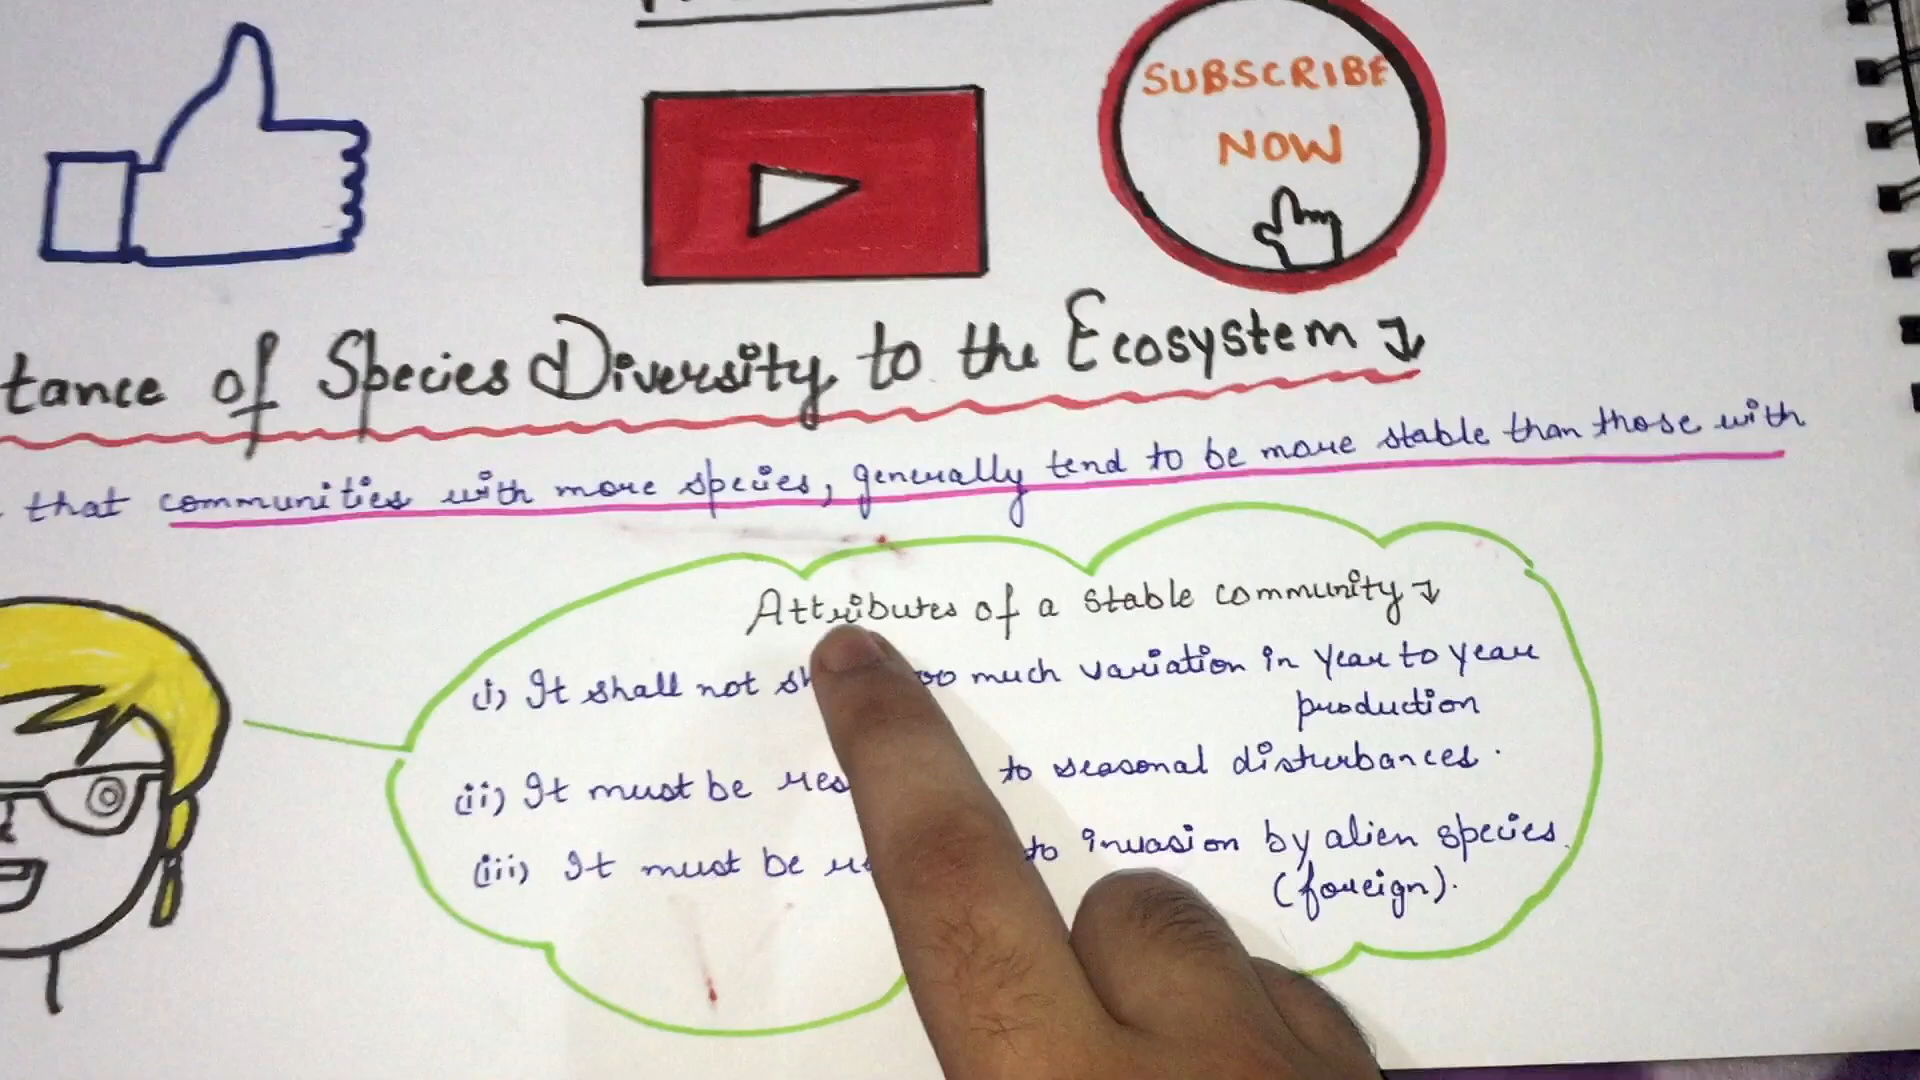 SUBSCRIBE
NOW
tance of Species Diversity to the Ecosystem
that communities with more species, generally tend to be more stable than those with
Attributes of a stable community
(i) It shall not much variation in year to year
production
(ii) It must be to seasonal disturbances.
(iii) It must be to invasion by alien species
(foreign).